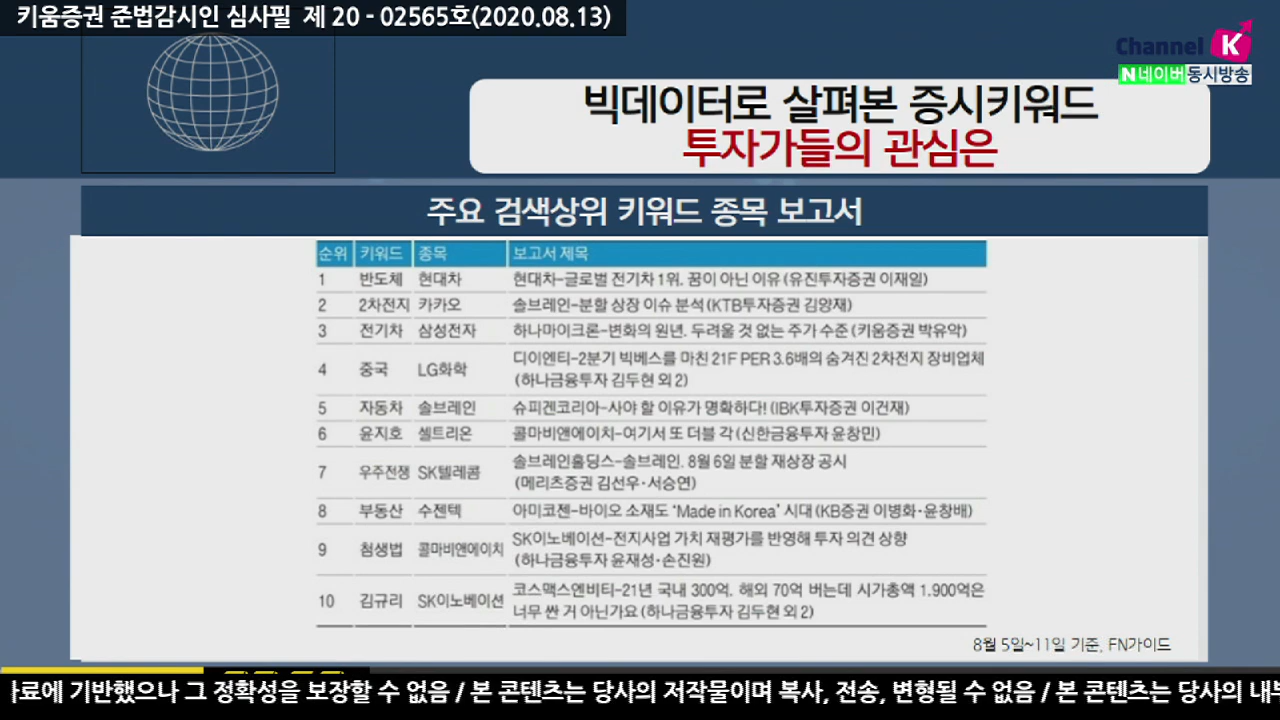 키움증권 준법감시인 심사필 제 20 - 02565호(2020.08.13)
Channel K
N 네이버 동시방송
빅데이터로 살펴본 증시키워드
투자가들의 관심은
주요 검색상위 키워드 종목 보고서
순위 키워드 종목 보고서 제목
1 반도체 현대차 현대차-글로벌 전기차 1위, 꿈이 아닌 이유 (유진투자증권 이재일)
2 2차전지 카카오 솔브레인-분할 상장 이슈 분석 (KTB투자증권 김양재)
3 전기차 삼성전자 하나마이크론-변화의 원년, 두려울 것 없는 주가 수준 (키움증권 박유악)
4 중국 LG화학 디이엔티-2분기 빅베스를 마친 21F PER 3.6배의 숨겨진 2차전지 장비업체
(하나금융투자 김두현 외 2)
5 자동차 솔브레인 슈피겐코리아-사야 할 이유가 명확하다! (IBK투자증권 이건재)
6 윤지호 셀트리온 콜마비앤에이치-여기서 또 더블 각 (신한금융투자 윤창민)
7 우주전쟁 SK텔레콤 솔브레인홀딩스-솔브레인, 8월 6일 분할 재상장 공시
(메리츠증권 김선우·서승연)
8 부동산 수젠텍 아미코젠-바이오 소재도 'Made in Korea' 시대 (KB증권 이병화·윤창배)
9 첨생법 콜마비앤에이치 SK이노베이션-전지사업 가치 재평가를 반영해 투자 의견 상향
(하나금융투자 윤재성·손진원)
10 김규리 SK이노베이션 코스맥스엔비티-21년 국내 300억, 해외 70억 버는데 시가총액 1,900억은
너무 싼 거 아닌가요 (하나금융투자 김두현 외 2)
8월 5일~11일 기준, FN가이드
료에 기반했으나 그 정확성을 보장할 수 없음 / 본 콘텐츠는 당사의 저작물이며 복사, 전송, 변형될 수 없음 / 본 콘텐츠는 당사의 내부